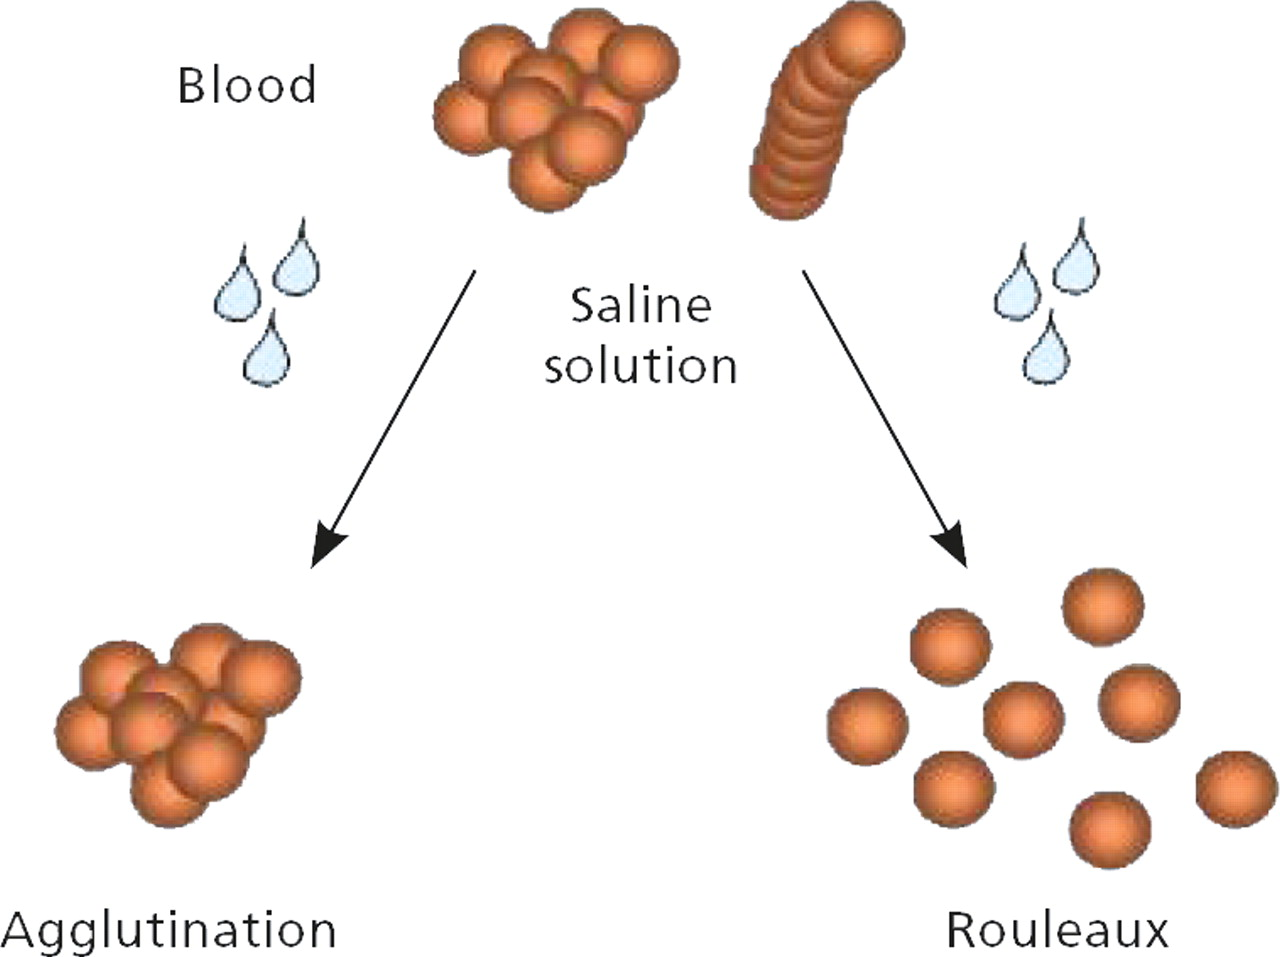 Blood
Saline
solution
Agglutination
Rouleaux